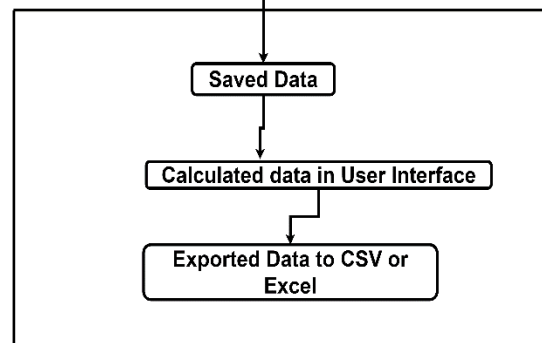 Saved Data
Calculated data in User Interface
Exported Data to CSV or
Excel